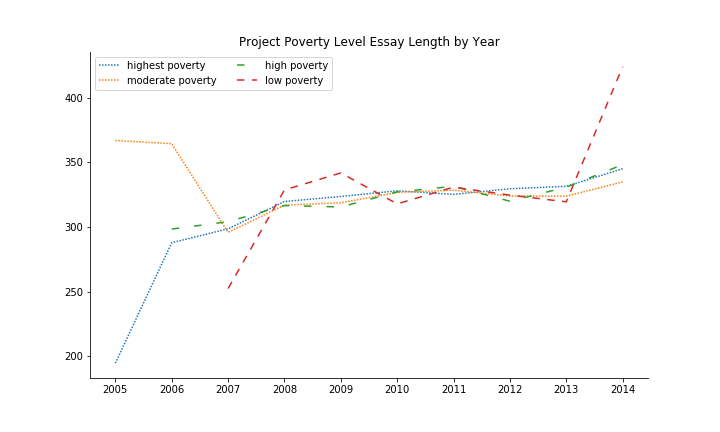 Project Poverty Level Essay Length by Year
highest poverty
moderate poverty
high poverty
low poverty
400
350
300
250
200
2005 2006 2007 2008 2009 2010 2011 2012 2013 2014